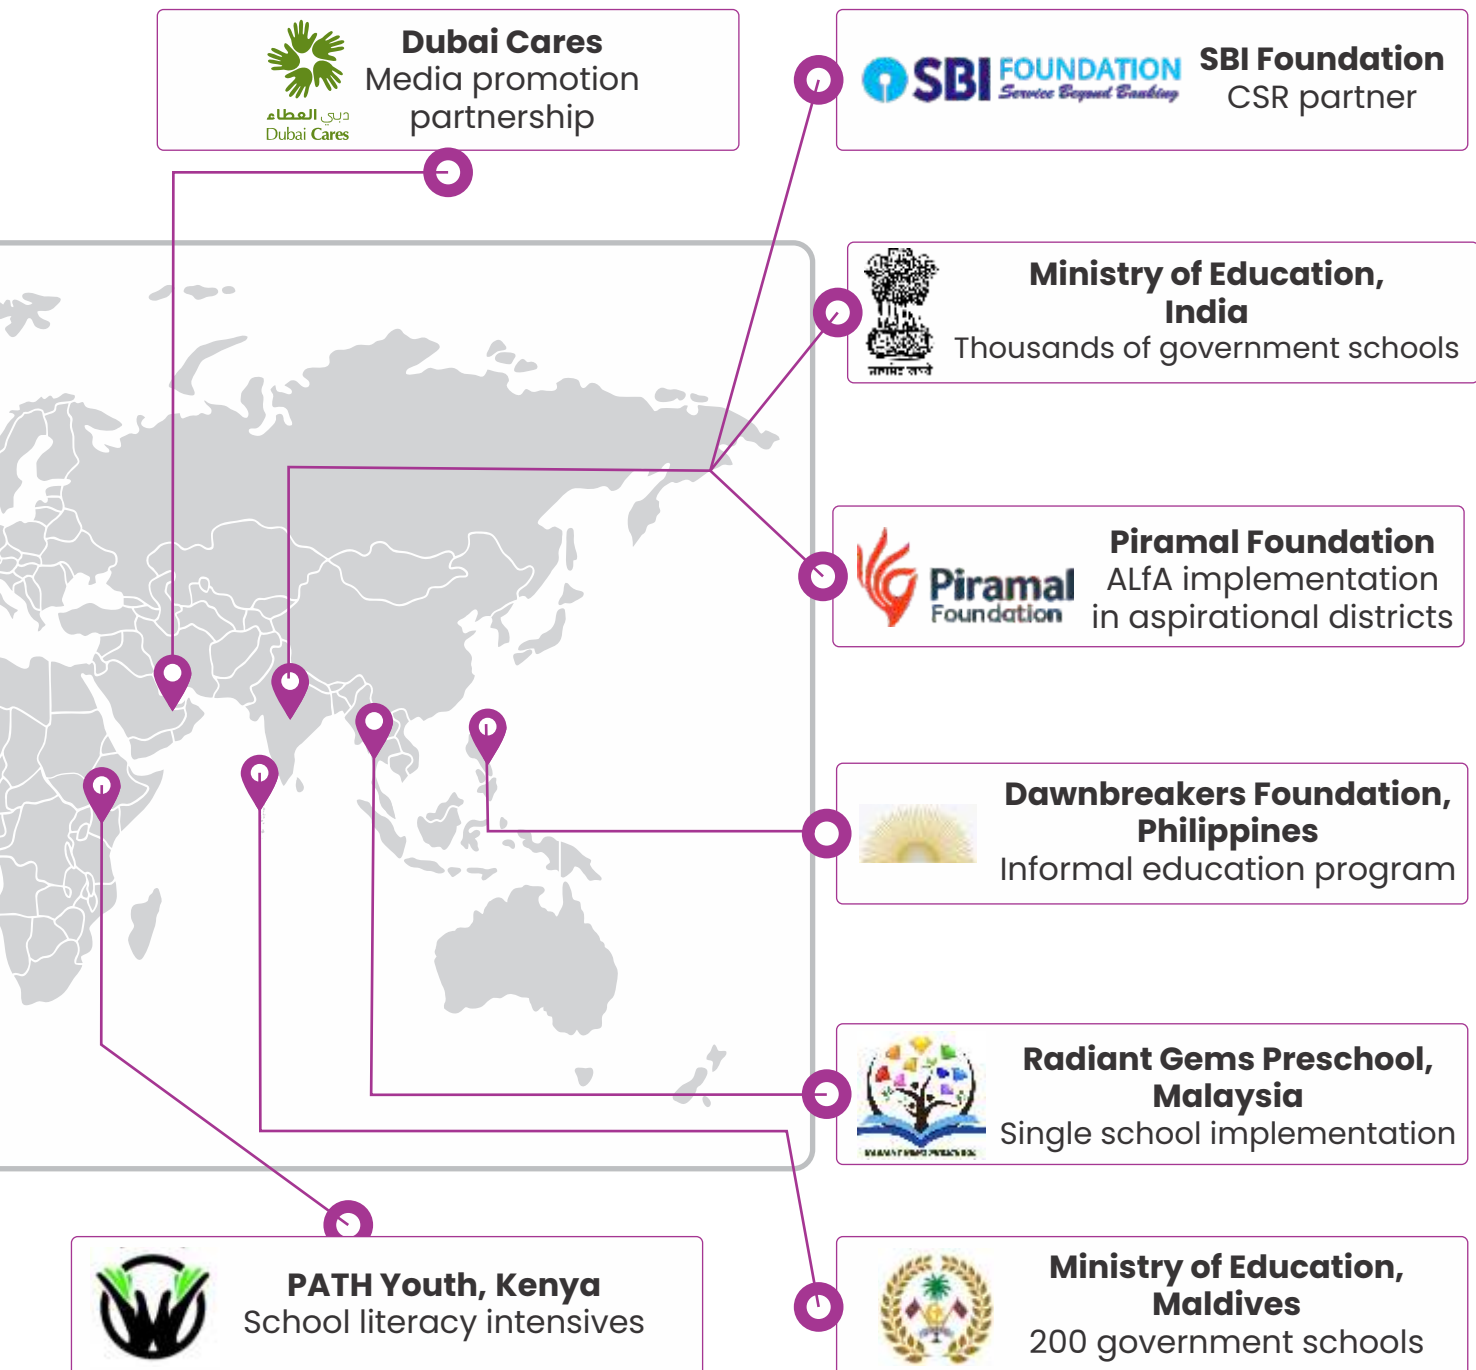 دبي العطاء
Dubai Cares
Dubai Cares
Media promotion
partnership
SBI FOUNDATION
Service Beyond Banking
SBI Foundation
CSR partner
Ministry of Education,
India
Thousands of government schools
Piramal
Foundation
Piramal Foundation
ALfA implementation
in aspirational districts
Dawnbreakers Foundation,
Philippines
Informal education program
Radiant Gems Preschool,
Malaysia
Single school implementation
PATH Youth, Kenya
School literacy intensives
Ministry of Education,
Maldives
200 government schools